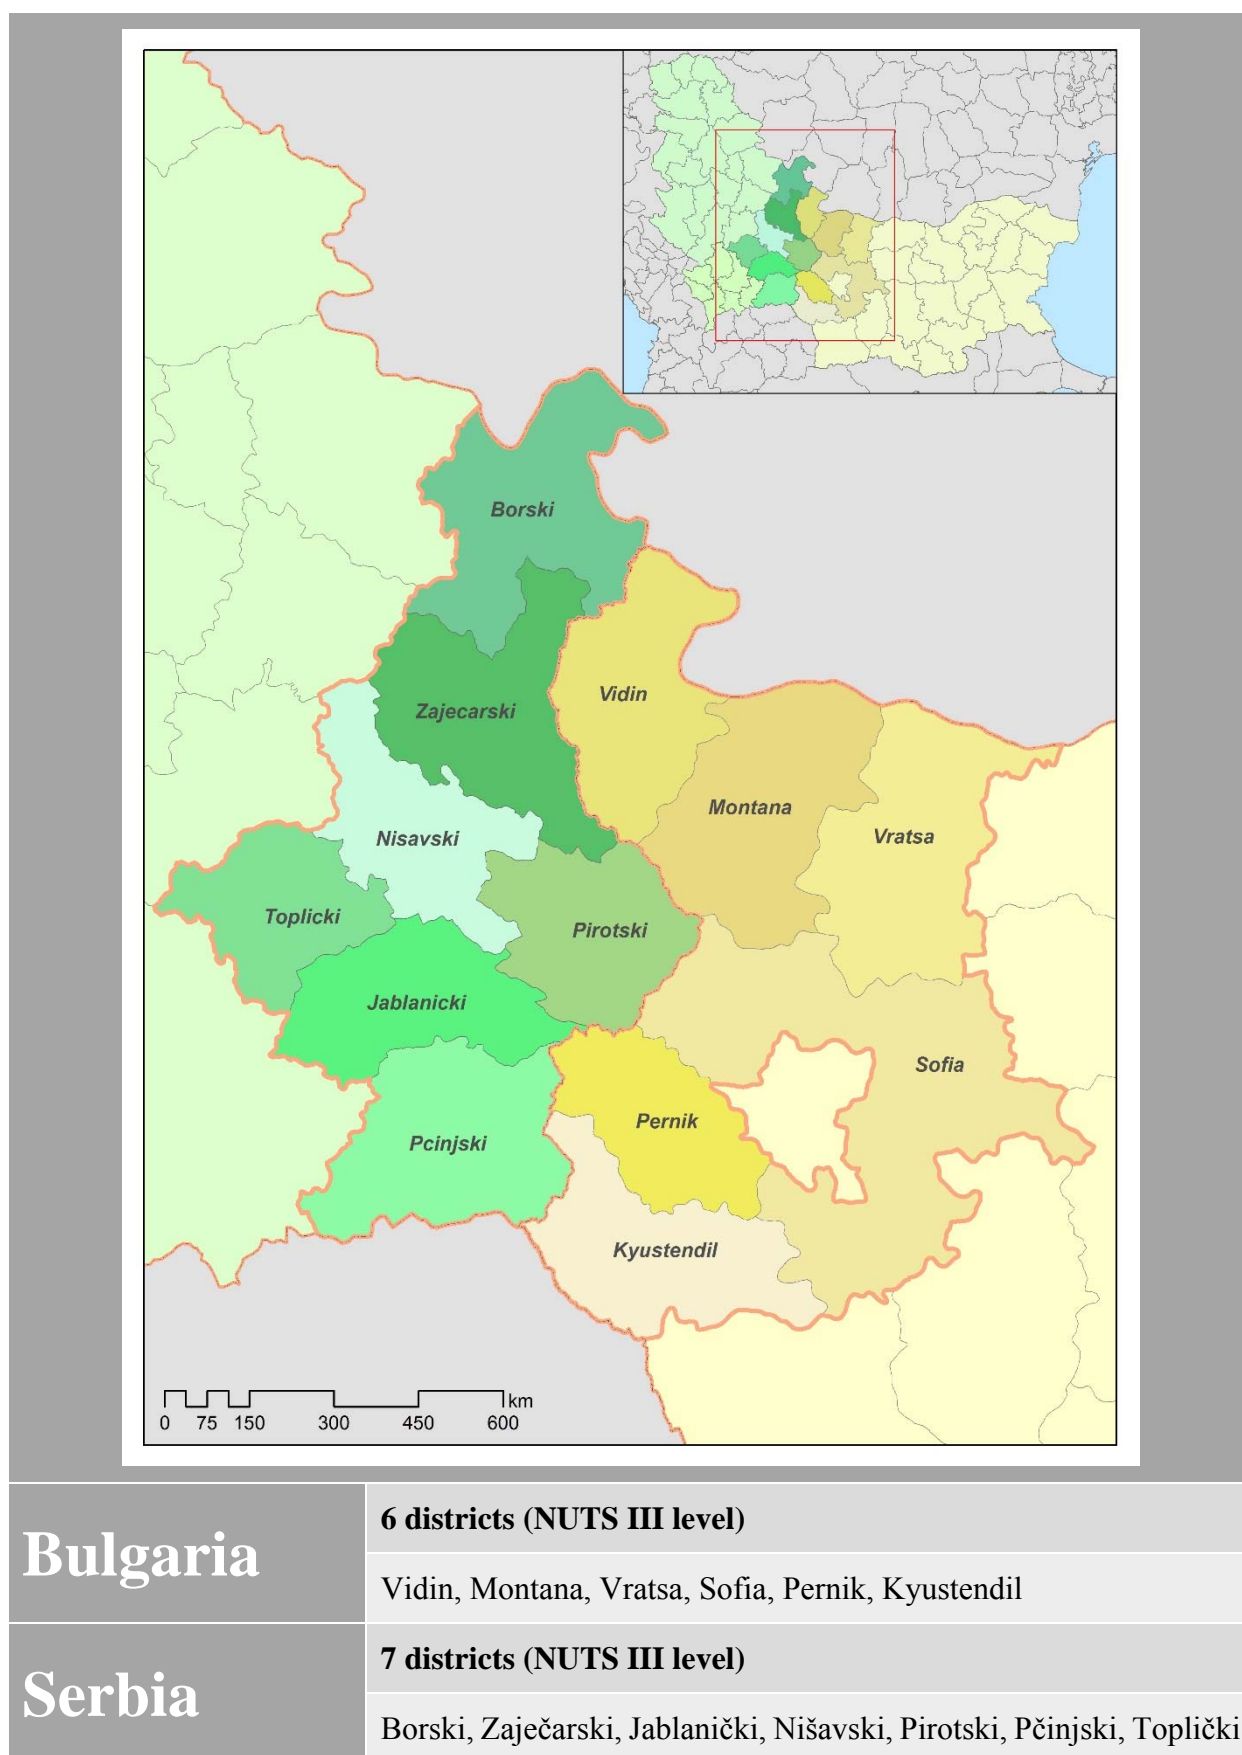 Borski
Zajecarski
Vidin
Montana
Vratsa
Nisavski
Toplicki
Pirotski
Jablanicki
Sofia
Pernik
Pcinjski
Kyustendil
km
0 75 150 300 450 600
Bulgaria
6 districts (NUTS III level)
Vidin, Montana, Vratsa, Sofia, Pernik, Kyustendil
Serbia
7 districts (NUTS III level)
Borski, Zaječarski, Jablanički, Nišavski, Pirotski, Pčinjski, Toplički